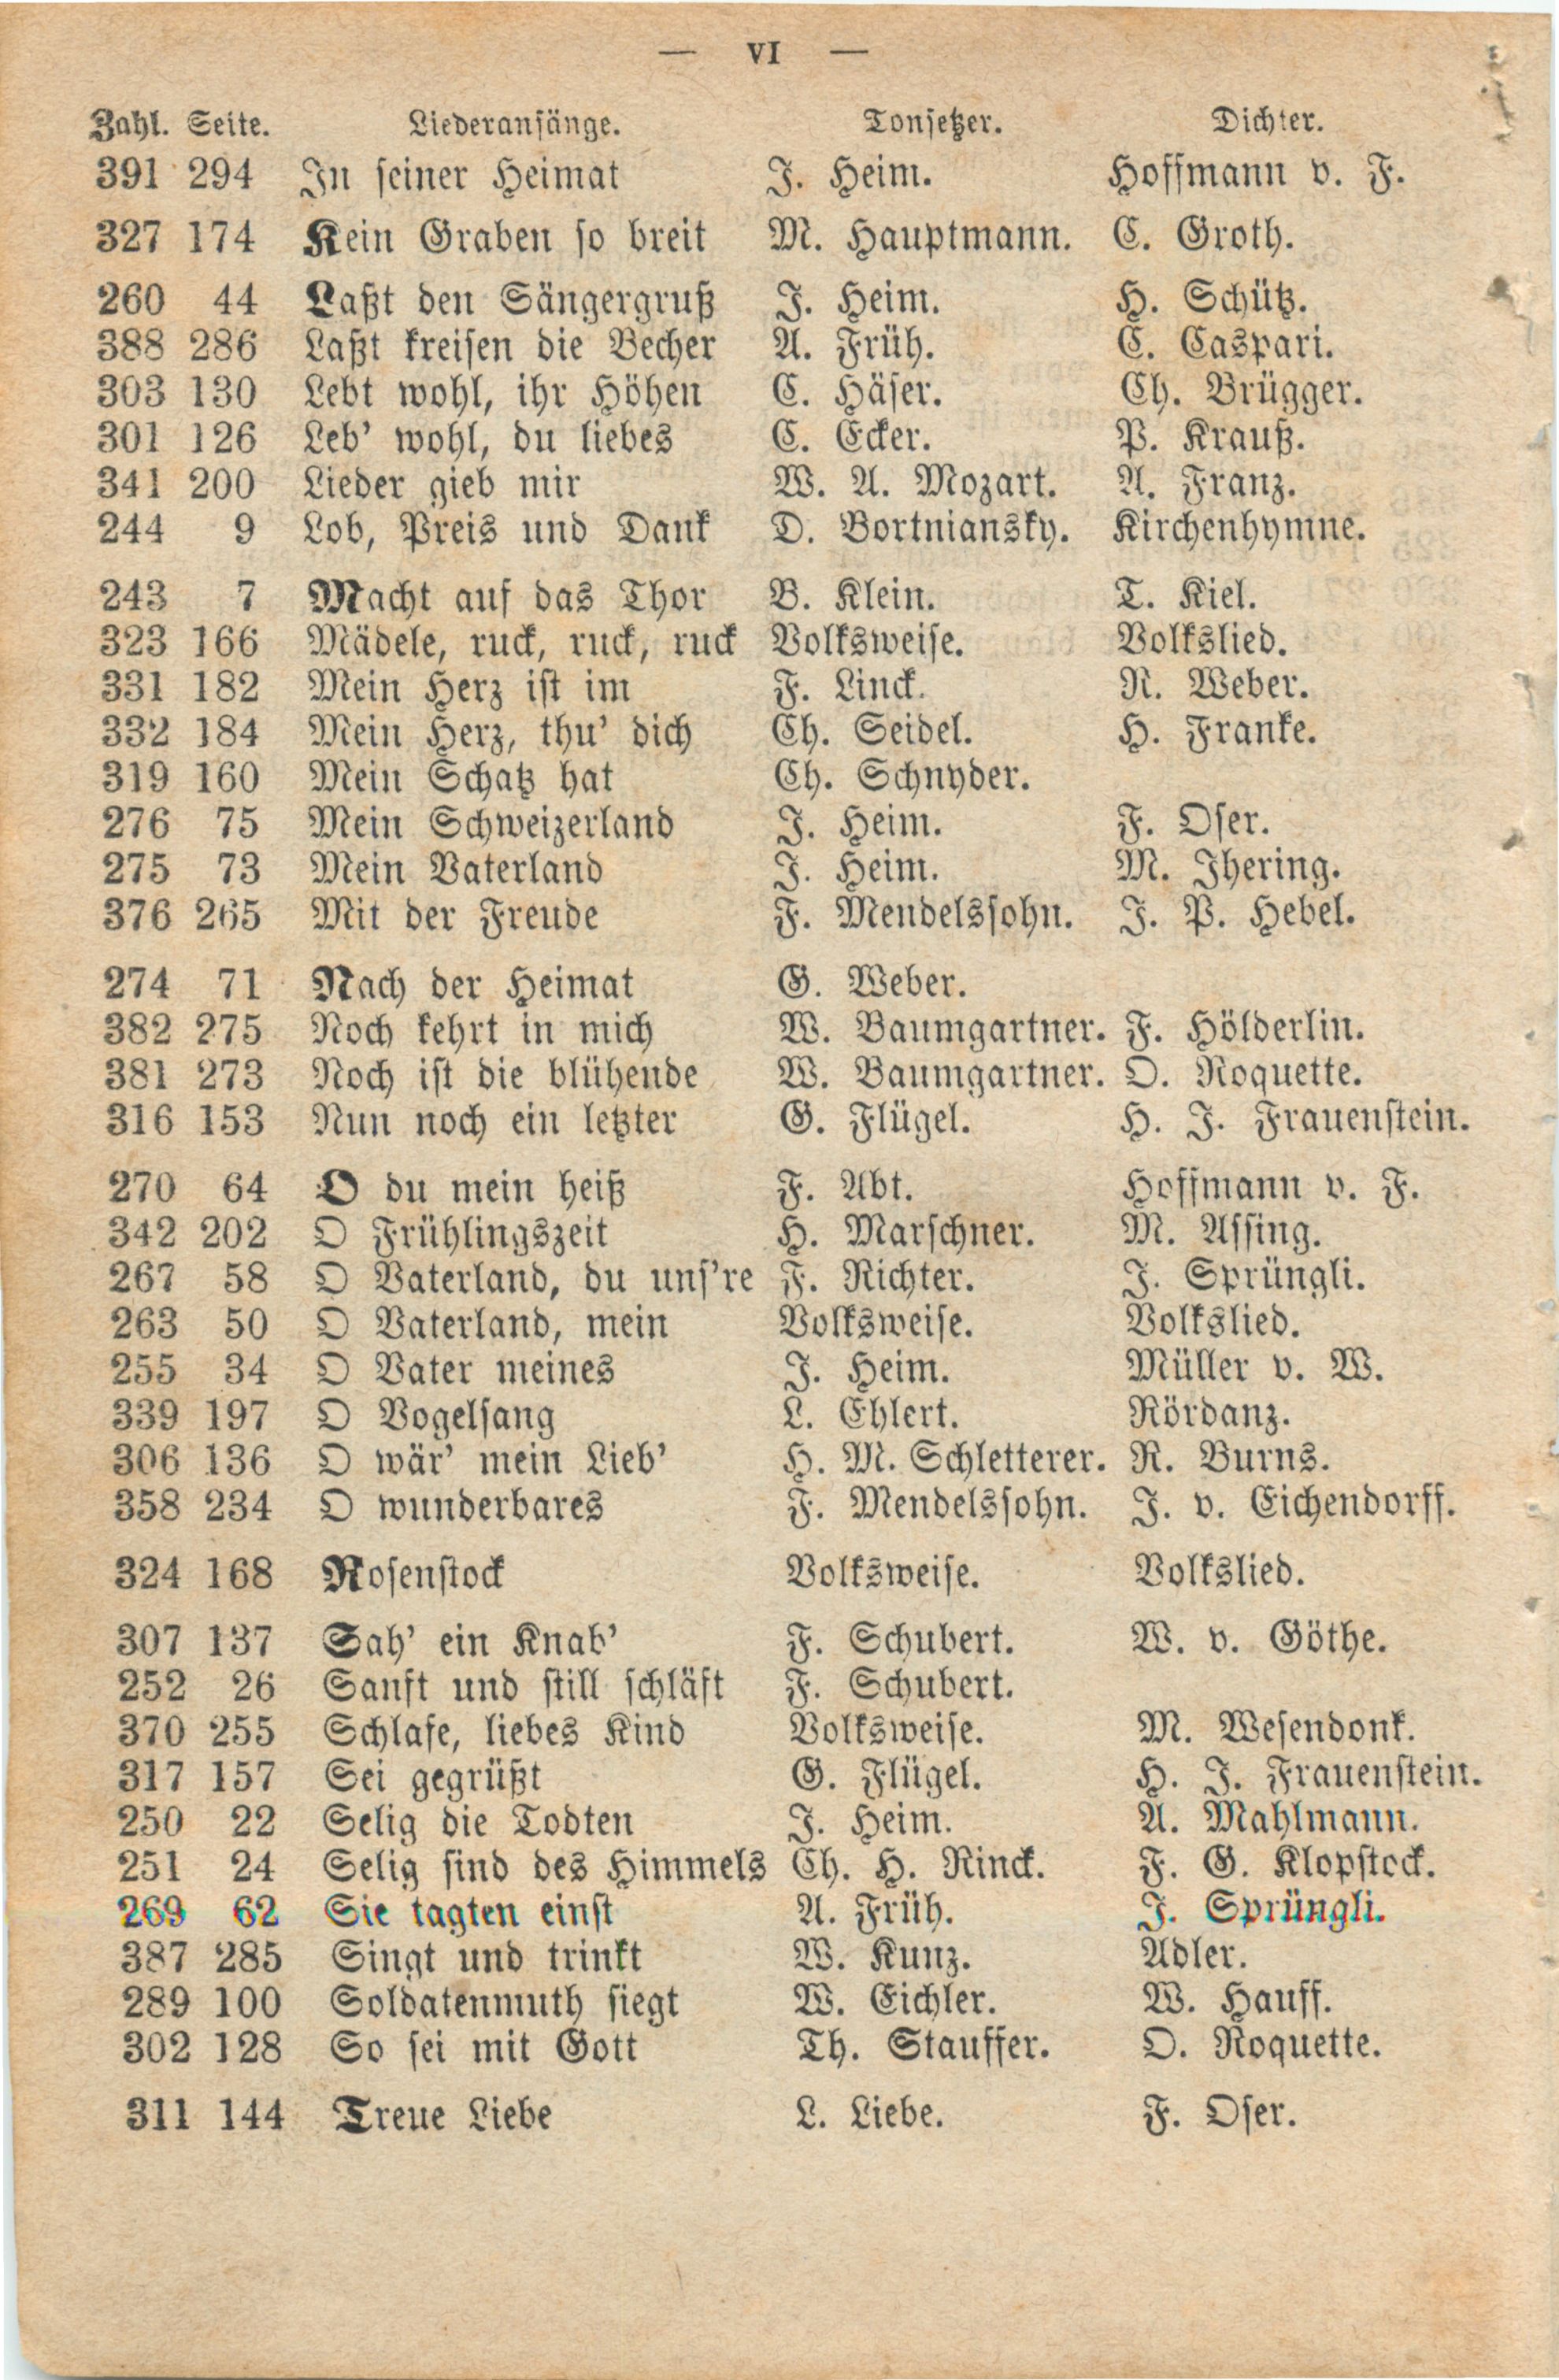 — VI —
Zahl. Seite. Liederanfänge. Tonsetzer. Dichter.
391 294 In seiner Heimat J. Heim. Hoffmann v. F.
327 174 Kein Graben so breit M. Hauptmann. C. Groth.
260 44 Laßt den Sängergruß J. Heim. H. Schütz.
388 286 Laßt kreisen die Becher A. Früh. C. Caspari.
303 130 Lebt wohl, ihr Höhen C. Häser. Ch. Brügger.
301 126 Leb' wohl, du liebes C. Ecker. P. Krauß.
341 200 Lieder gieb mir W. A. Mozart. A. Franz.
244 9 Lob, Preis und Dank D. Bortniansky. Kirchenhymne.
243 7 Macht auf das Thor B. Klein. T. Kiel.
323 166 Mädele, ruck, ruck, ruck Volksweise. Volkslied.
331 182 Mein Herz ist im F. Linck. R. Weber.
332 184 Mein Herz, thu' dich Ch. Seidel. H. Franke.
319 160 Mein Schatz hat Ch. Schnyder.
276 75 Mein Schweizerland J. Heim. F. Oser.
275 73 Mein Vaterland J. Heim. M. Ihering.
376 265 Mit der Freude F. Mendelssohn. J. P. Hebel.
274 71 Nach der Heimat G. Weber.
382 275 Noch kehrt in mich W. Baumgartner. F. Hölderlin.
381 273 Noch ist die blühende W. Baumgartner. O. Roquette.
316 153 Nun noch ein letzter G. Flügel. H. J. Frauenstein.
270 64 O du mein heiß F. Abt. Hoffmann v. F.
342 202 O Frühlingszeit H. Marschner. M. Assing.
267 58 O Vaterland, du uns're F. Richter. J. Sprüngli.
263 50 O Vaterland, mein Volksweise. Volkslied.
255 34 O Vater meines J. Heim. Müller v. W.
339 197 O Vogelsang L. Ehlert. Rördanz.
306 136 O wär' mein Lieb' H. M. Schletterer. R. Burns.
358 234 O wunderbares F. Mendelssohn. J. v. Eichendorff.
324 168 Rosenstock Volksweise. Volkslied.
307 137 Sah' ein Knab' F. Schubert. W. v. Göthe.
252 26 Sanft und still schläft F. Schubert.
370 255 Schlafe, liebes Kind Volksweise. M. Wesendonk.
317 157 Sei gegrüßt G. Flügel. H. J. Frauenstein.
250 22 Selig die Todten J. Heim. A. Mahlmann.
251 24 Selig sind des Himmels Ch. H. Rinck. F. G. Klopstock.
269 62 Sie tagten einst A. Früh. J. Sprüngli.
387 285 Singt und trinkt W. Kunz. Adler.
289 100 Soldatenmuth siegt W. Eichler. W. Hauff.
302 128 So sei mit Gott Th. Stauffer. O. Roquette.
311 144 Treue Liebe L. Liebe. F. Oser.